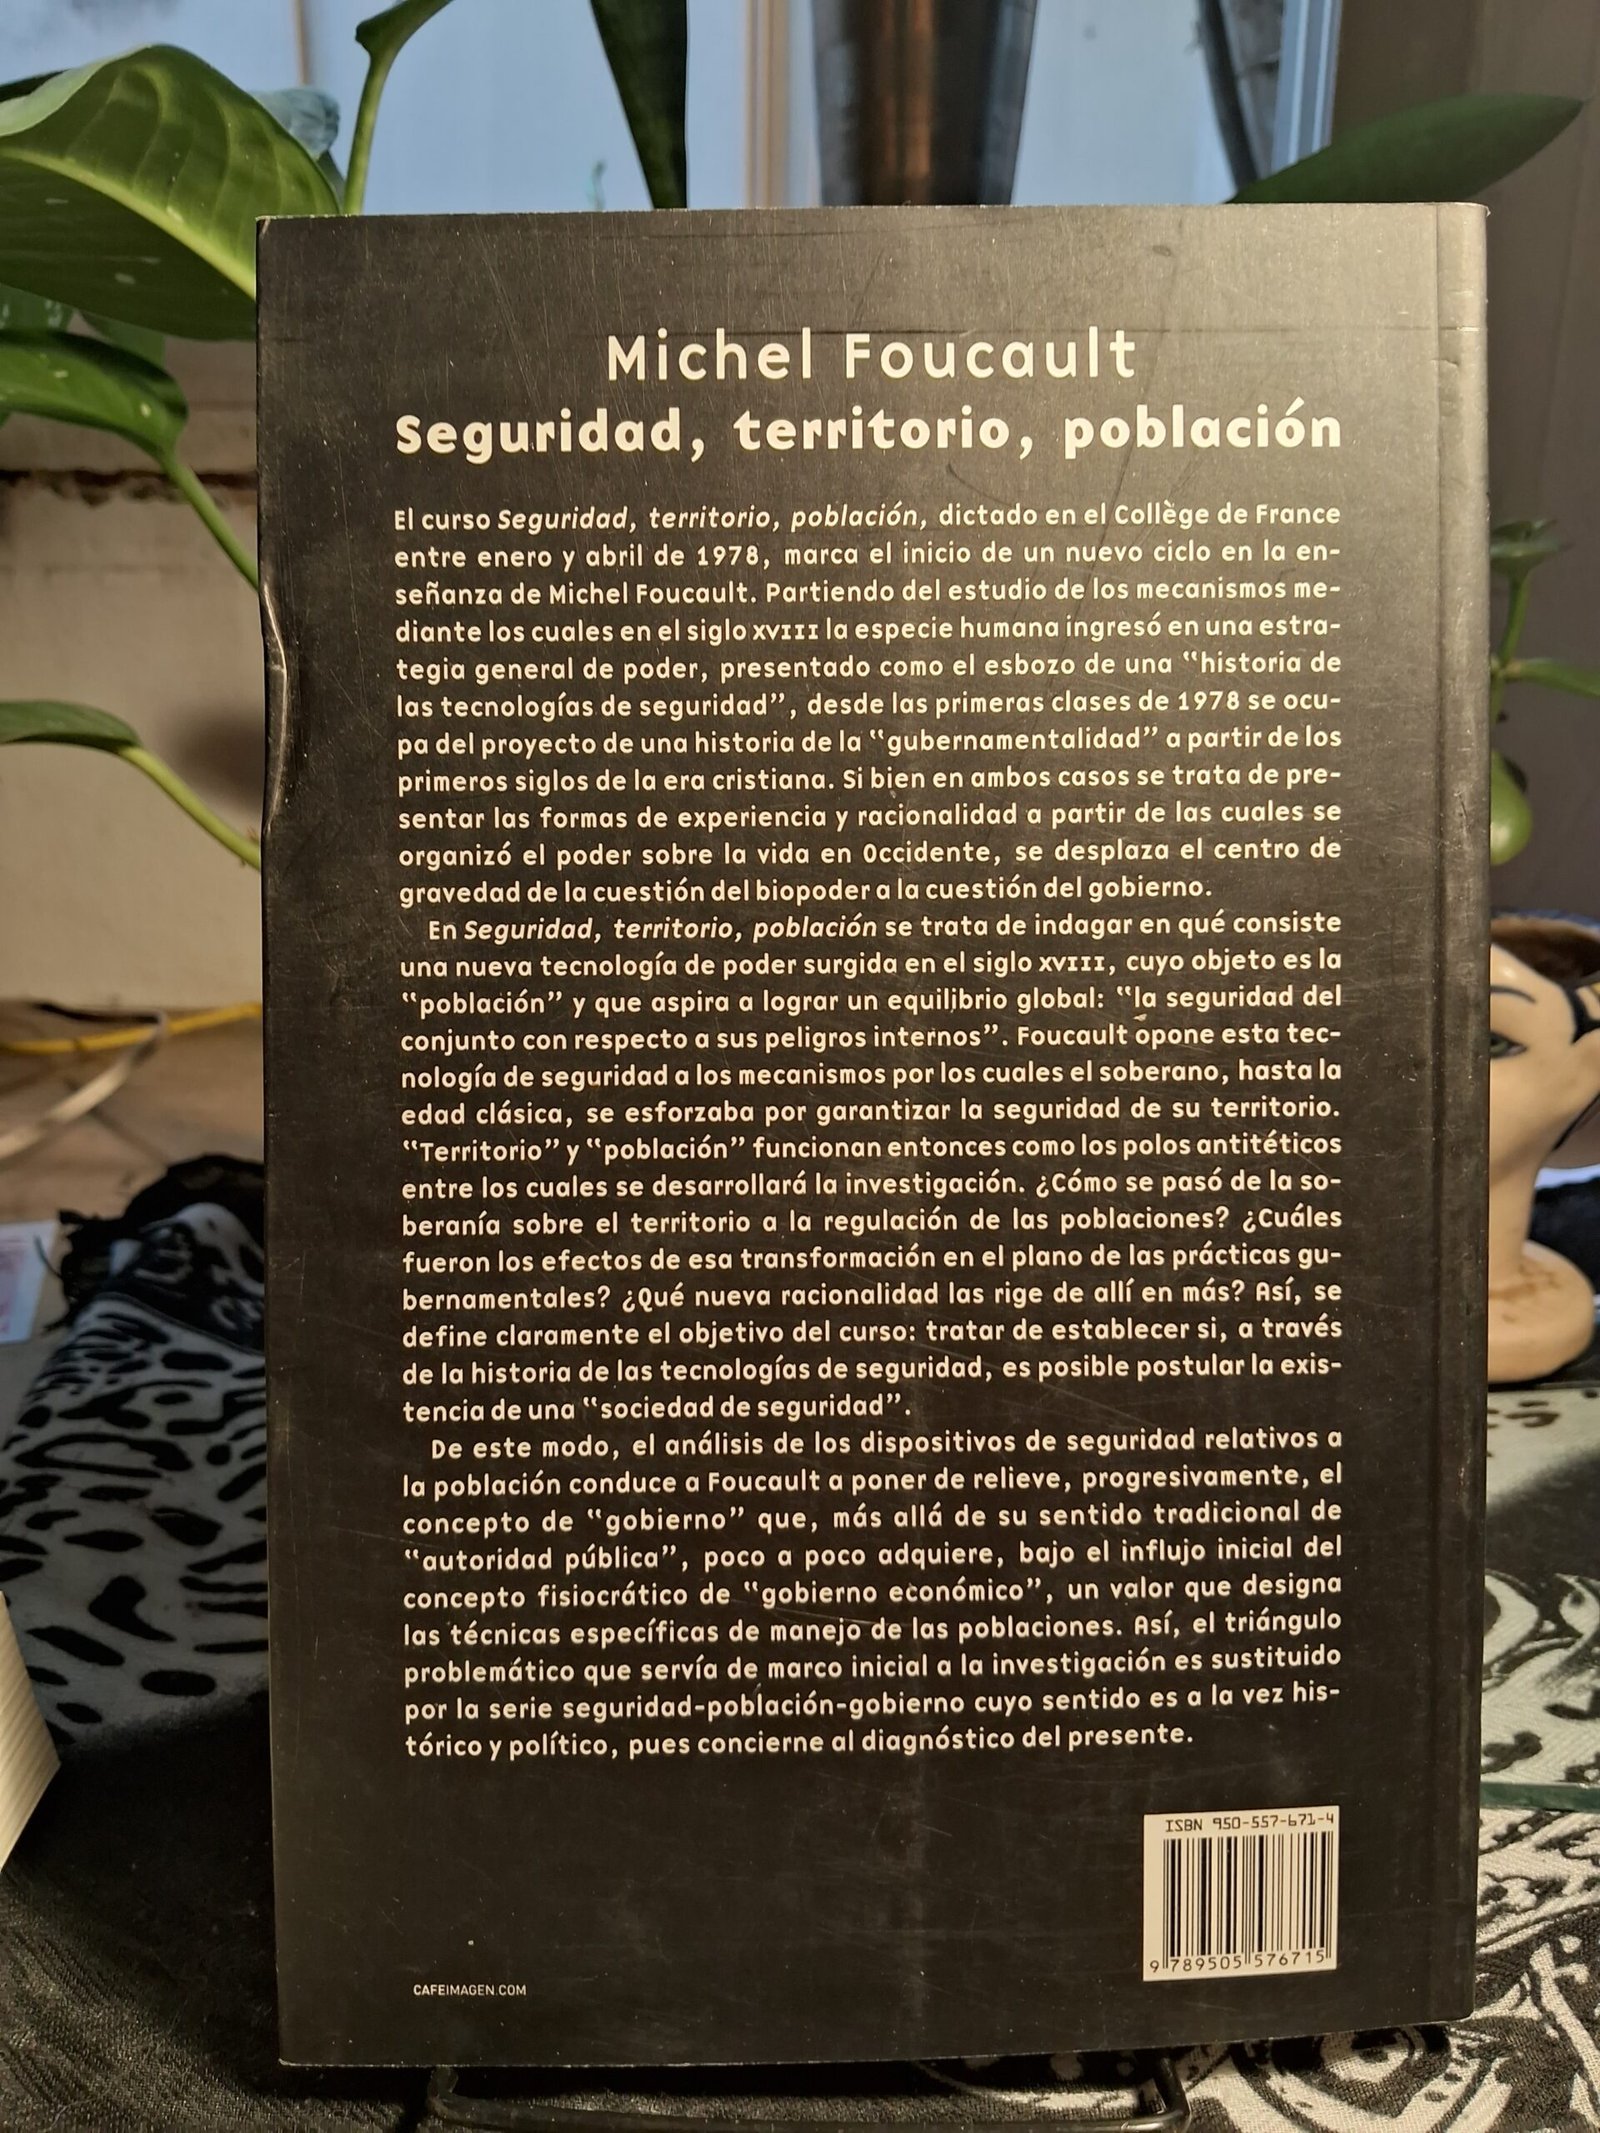 Michel Foucault
Seguridad, territorio, población
El curso Seguridad, territorio, población, dictado en el Collège de France
entre enero y abril de 1978, marca el inicio de un nuevo ciclo en la en-
señanza de Michel Foucault. Partiendo del estudio de los mecanismos me-
diante los cuales en el siglo XVIII la especie humana ingresó en una estra-
tegia general de poder, presentado como el esbozo de una “historia de
las tecnologías de seguridad”, desde las primeras clases de 1978 se ocu-
pa del proyecto de una historia de la “gubernamentalidad” a partir de los
primeros siglos de la era cristiana. Si bien en ambos casos se trata de pre-
sentar las formas de experiencia y racionalidad a partir de las cuales se
organizó el poder sobre la vida en Occidente, se desplaza el centro de
gravedad de la cuestión del biopoder a la cuestión del gobierno.
En Seguridad, territorio, población se trata de indagar en qué consiste
una nueva tecnología de poder surgida en el siglo XVIII, cuyo objeto es la
“población” y que aspira a lograr un equilibrio global: “la seguridad del
conjunto con respecto a sus peligros internos”. Foucault opone esta tec-
nología de seguridad a los mecanismos por los cuales el soberano, hasta la
edad clásica, se esforzaba por garantizar la seguridad de su territorio.
“Territorio” y “población” funcionan entonces como los polos antitéticos
entre los cuales se desarrollará la investigación. ¿Cómo se pasó de la so-
beranía sobre el territorio a la regulación de las poblaciones? ¿Cuáles
fueron los efectos de esa transformación en el plano de las prácticas gu-
bernamentales? ¿Qué nueva racionalidad las rige de allí en más? Así, se
define claramente el objetivo del curso: tratar de establecer si, a través
de la historia de las tecnologías de seguridad, es posible postular la exis-
tencia de una “sociedad de seguridad”.
De este modo, el análisis de los dispositivos de seguridad relativos a
la población conduce a Foucault a poner de relieve, progresivamente, el
concepto de “gobierno” que, más allá de su sentido tradicional de
“autoridad pública”, poco a poco adquiere, bajo el influjo inicial del
concepto fisiocrático de “gobierno económico”, un valor que designa
las técnicas específicas de manejo de las poblaciones. Así, el triángulo
problemático que servía de marco inicial a la investigación es sustituido
por la serie seguridad-población-gobierno cuyo sentido es a la vez his-
tórico y político, pues concierne al diagnóstico del presente.
ISBN 950-557-671-4
9 789505 576715
CAFEIMAGEN.COM